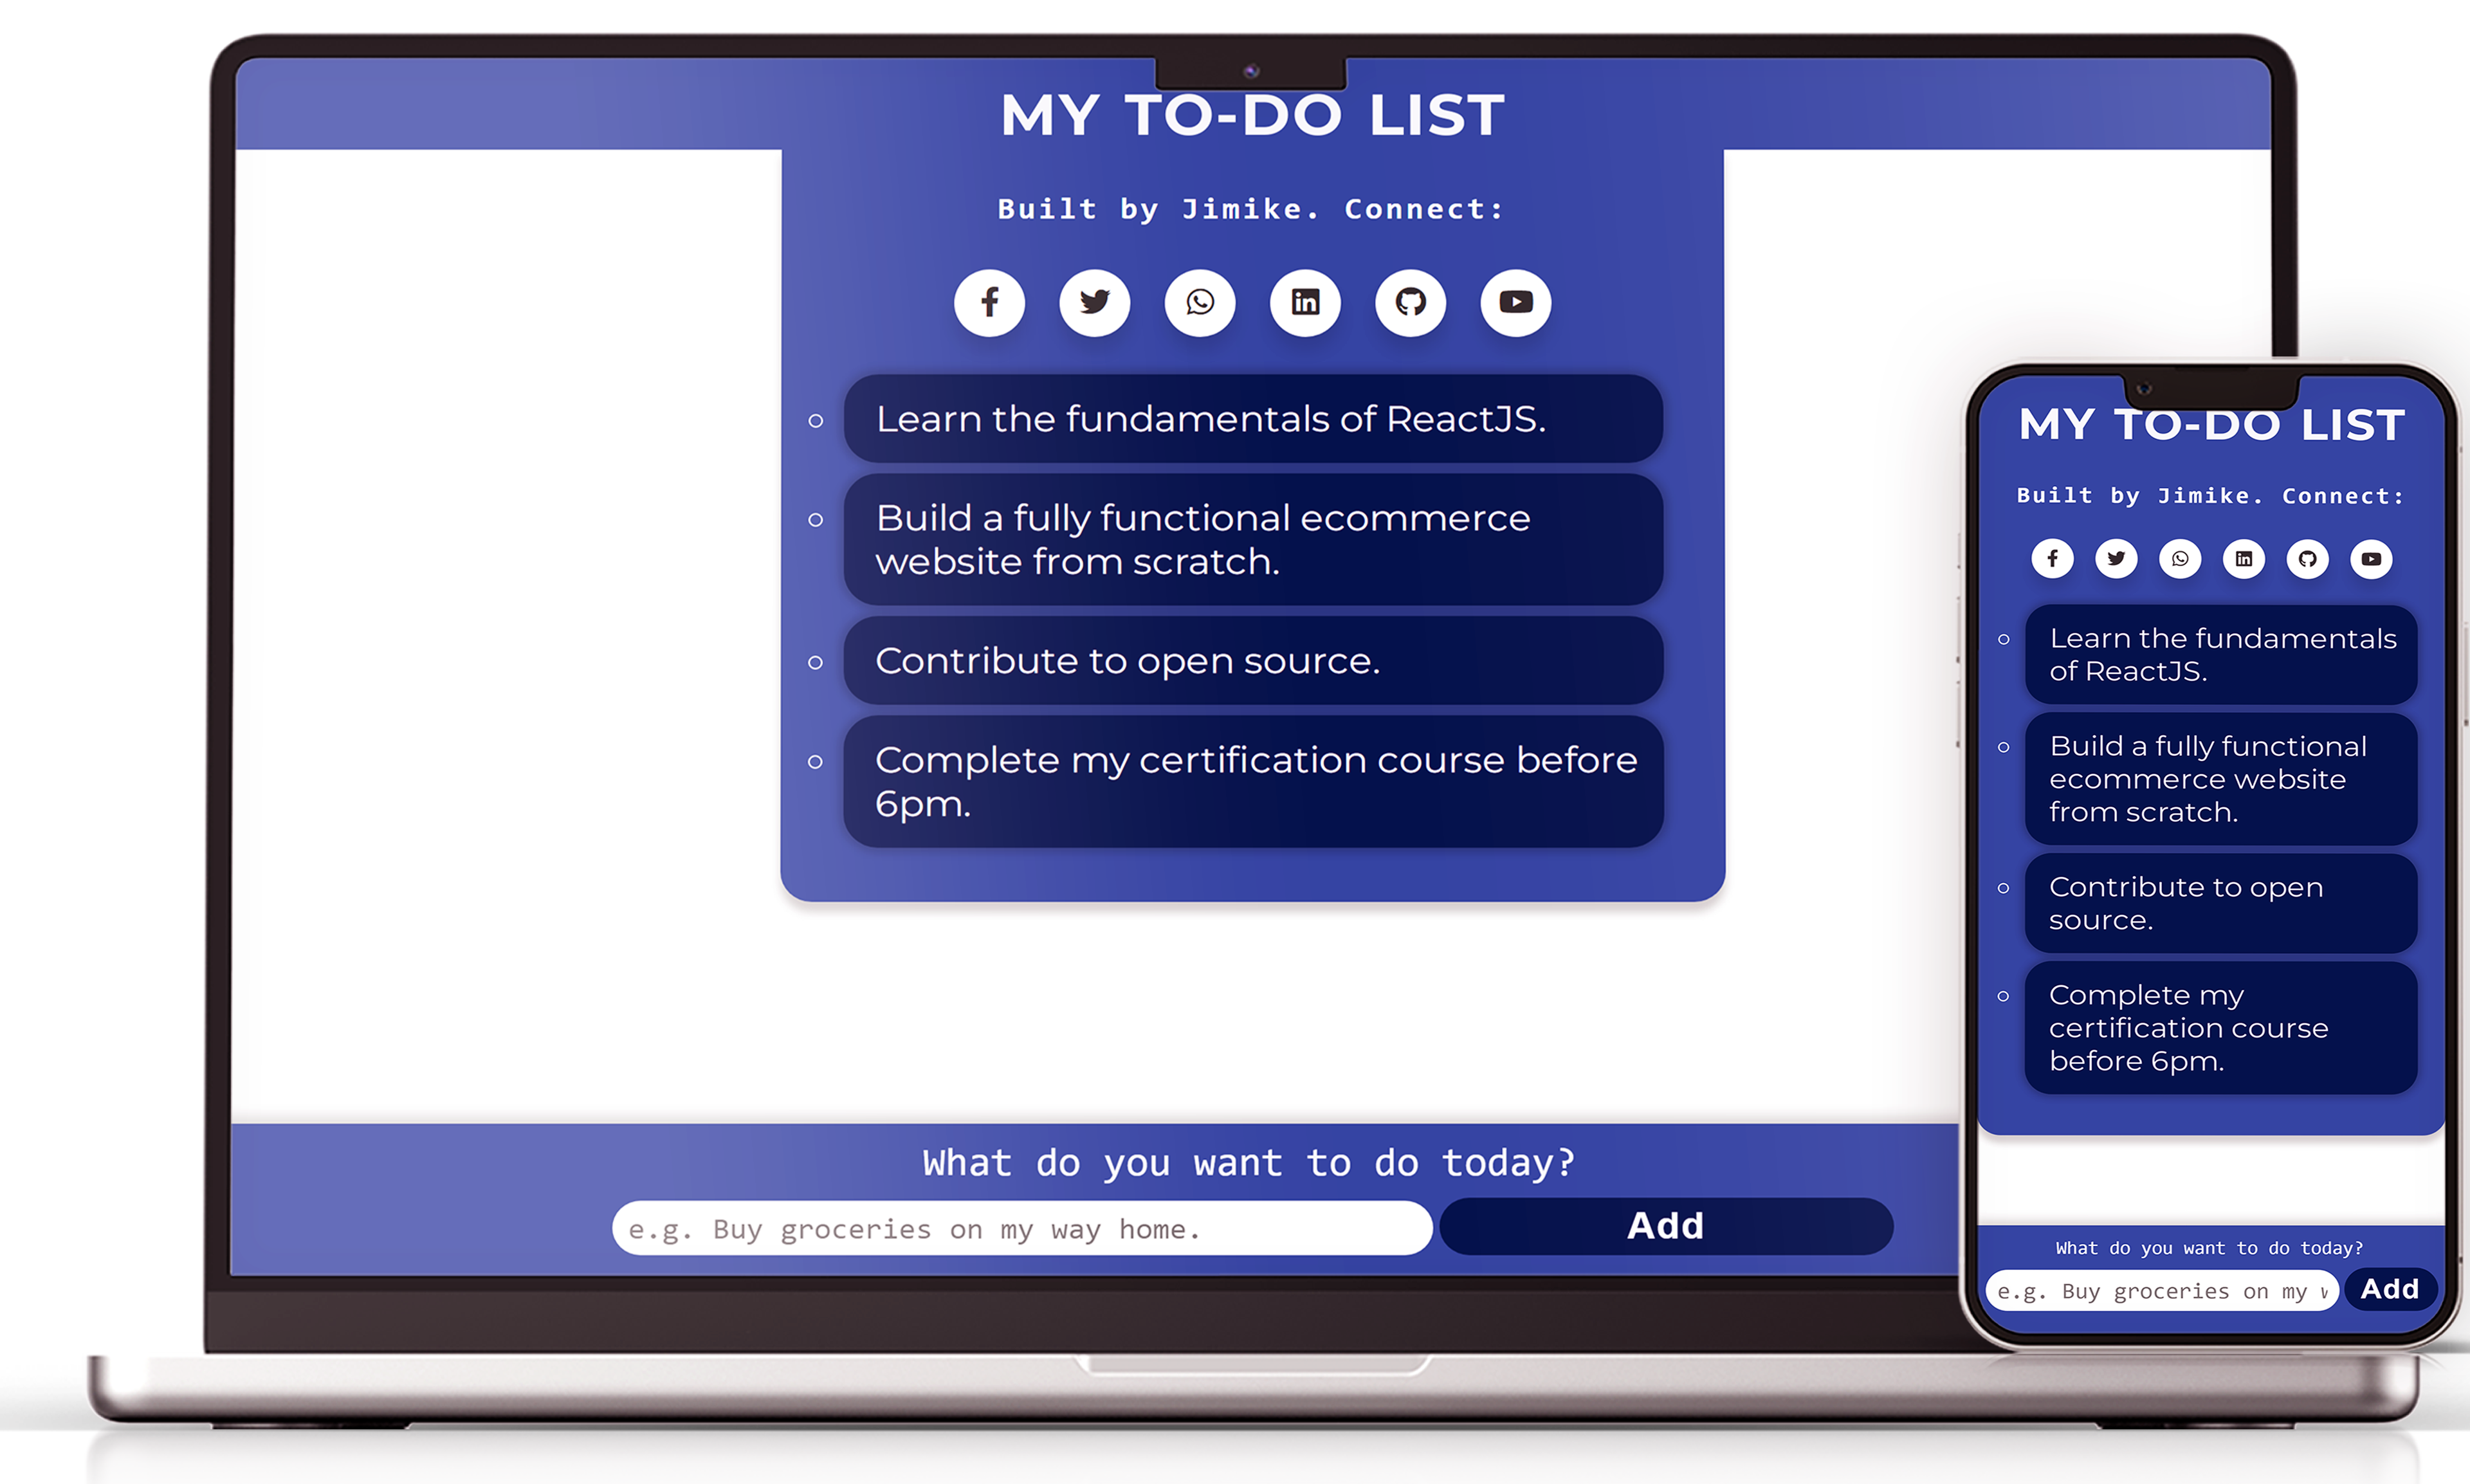 MY TO-DO LIST
Built by Jimike. Connect:
Learn the fundamentals of ReactJS.
Build a fully functional ecommerce
website from scratch.
Contribute to open source.
Complete my certification course before
6pm.
What do you want to do today?
e.g. Buy groceries on my way home.
Add
MY TO-DO LIST
Built by Jimike. Connect:
Learn the fundamentals
of ReactJS.
Build a fully functional
ecommerce website
from scratch.
Contribute to open
source.
Complete my
certification course
before 6pm.
What do you want to do today?
e.g. Buy groceries on my
Add